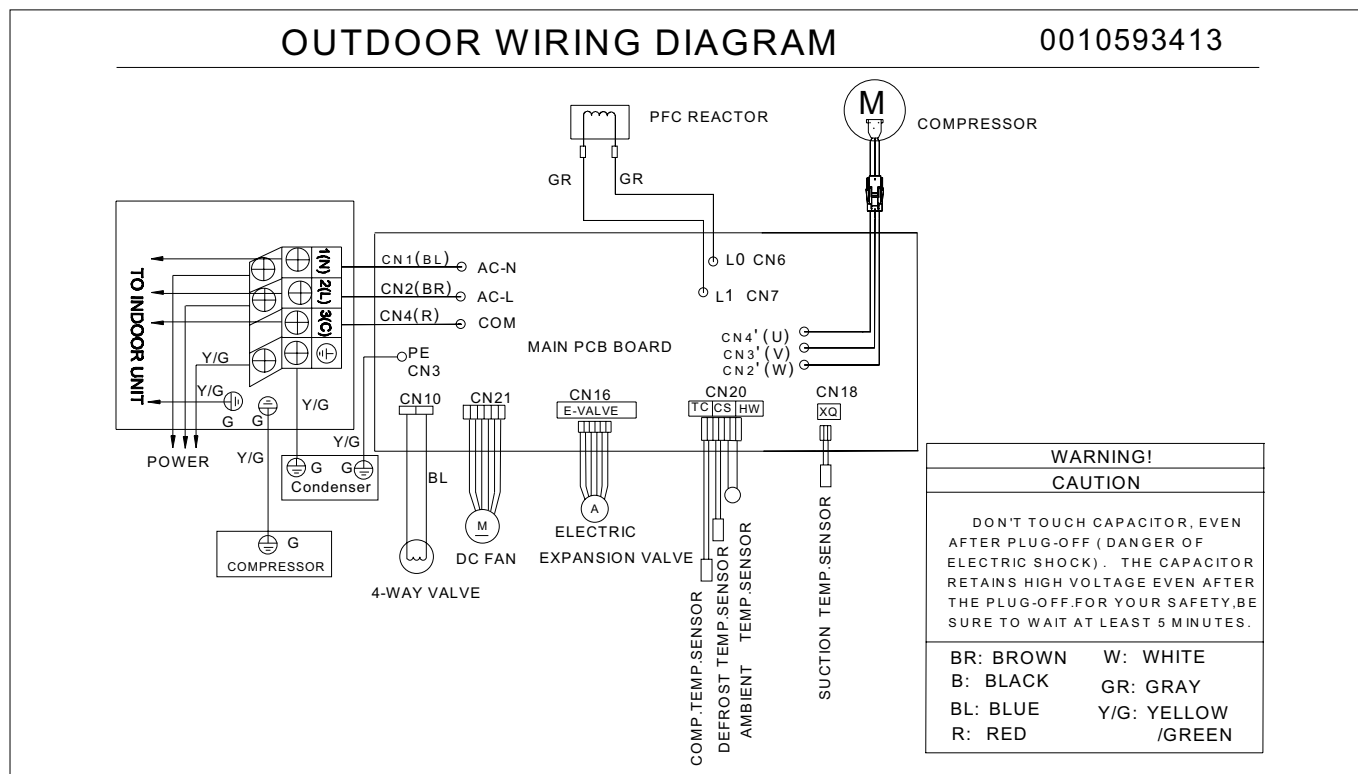 OUTDOOR WIRING DIAGRAM
0010593413
PFC REACTOR
M
COMPRESSOR
GR
GR
TO INDOOR UNIT
1(N)
2(L)
3(C)
CN1(BL)
AC-N
CN2(BR)
AC-L
CN4(R)
COM
L0 CN6
L1 CN7
MAIN PCB BOARD
CN4'(U)
CN3'(V)
CN2'(W)
PE
CN3
Y/G
Y/G
G
G
Y/G
POWER
Y/G
Y/G
G
G
Condenser
G
COMPRESSOR
CN10
BL
4-WAY VALVE
CN21
M
DC FAN
CN16
E-VALVE
A
ELECTRIC
EXPANSION VALVE
CN20
TC
CS
HW
COMP.TEMP.SENSOR
DEFROST TEMP.SENSOR
AMBIENT TEMP.SENSOR
CN18
XQ
SUCTION TEMP.SENSOR
WARNING!
CAUTION
DON'T TOUCH CAPACITOR, EVEN
AFTER PLUG-OFF (DANGER OF
ELECTRIC SHOCK). THE CAPACITOR
RETAINS HIGH VOLTAGE EVEN AFTER
THE PLUG-OFF.FOR YOUR SAFETY,BE
SURE TO WAIT AT LEAST 5 MINUTES.
BR: BROWN
W: WHITE
B: BLACK
GR: GRAY
BL: BLUE
Y/G: YELLOW
/GREEN
R: RED